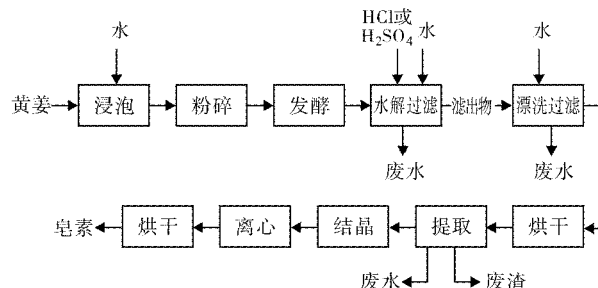 HCl或
水 H₂SO₄ 水 水
黄姜 浸泡 粉碎 发酵 水解过滤 滤出物 漂洗过滤
废水 废水
皂素 烘干 离心 结晶 提取 烘干
废水 废渣